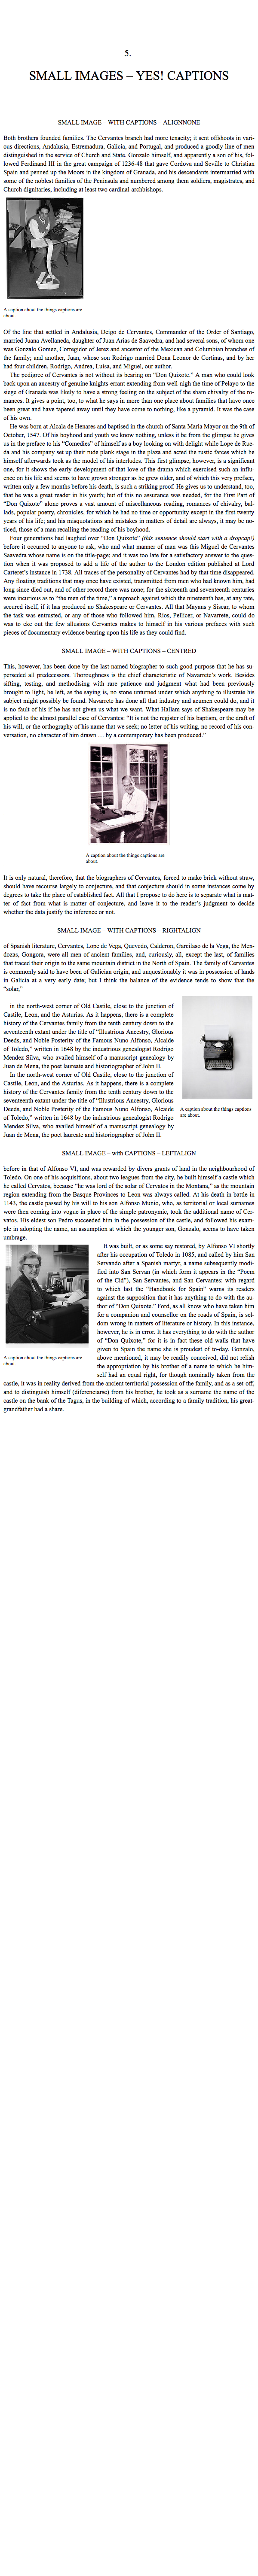 5.
SMALL IMAGES – YES! CAPTIONS
SMALL IMAGE – WITH CAPTIONS – ALIGNNONE
Both brothers founded families. The Cervantes branch had more tenacity; it sent offshoots in vari-
ous directions, Andalusia, Estremadura, Galicia, and Portugal, and produced a goodly line of men
distinguished in the service of Church and State. Gonzalo himself, and apparently a son of his, fol-
lowed Ferdinand III in the great campaign of 1236-48 that gave Cordova and Seville to Christian
Spain and penned up the Moors in the kingdom of Granada, and his descendants intermarried with
some of the noblest families of the Peninsula and numbered among them soldiers, magistrates, and
Church dignitaries, including at least two cardinal-archbishops.
A caption about the things captions are
about.
Of the line that settled in Andalusia, Deigo de Cervantes, Commander of the Order of Santiago,
married Juana Avellaneda, daughter of Juan Arias de Saavedra, and had several sons, of whom one
was Gonzalo Gomez, Corregidor of Jerez and ancestor of the Mexican and Columbian branches of
the family; and another, Juan, whose son Rodrigo married Dona Leonor de Cortinas, and by her
had four children, Rodrigo, Andrea, Luisa, and Miguel, our author.
The pedigree of Cervantes is not without its bearing on “Don Quixote.” A man who could look
back upon an ancestry of genuine knights-errant extending from well-nigh the time of Pelayo to the
siege of Granada was likely to have a strong feeling on the subject of the sham chivalry of the ro-
mances. It gives a point, too, to what he says in more than one place about families that have once
been great and have tapered away until they have come to nothing, like a pyramid. It was the case
of his own.
He was born at Alcala de Henares and baptised in the church of Santa Maria Mayor on the 9th of
October, 1547. Of his boyhood and youth we know nothing, unless it be from the glimpse he gives
us in the preface to his “Comedies” of himself as a boy looking on with delight while Lope de Rue-
da and his company set up their rude plank stage in the plaza and acted the rustic farces which he
himself afterwards took as the model of his interludes. This first glimpse, however, is a significant
one, for it shows the early development of that love of the drama which exercised such an influ-
ence on his life and seems to have grown stronger as he grew older, and of which this very preface,
written only a few months before his death, is such a striking proof. He gives us to understand, too,
that he was a great reader in his youth; but of this no assurance was needed, for the First Part of
“Don Quixote” alone proves a vast amount of miscellaneous reading, romances of chivalry, bal-
lads, popular poetry, chronicles, for which he had no time or opportunity except in the first twenty
years of his life; and his misquotations and mistakes in matters of detail are always, it may be no-
ticed, those of a man recalling the reading of his boyhood.
Four generations had laughed over “Don Quixote” (this sentence should start with a dropcap!)
before it occurred to anyone to ask, who and what manner of man was this Miguel de Cervantes
Saavedra whose name is on the title-page; and it was too late for a satisfactory answer to the ques-
tion when it was proposed to add a life of the author to the London edition published at Lord
Carteret’s instance in 1738. All traces of the personality of Cervantes had by that time disappeared.
Any floating traditions that may once have existed, transmitted from men who had known him, had
long since died out, and of other record there was none; for the sixteenth and seventeenth centuries
were incurious as to “the men of the time,” a reproach against which the nineteenth has, at any rate,
secured itself, if it has produced no Shakespeare or Cervantes. All that Mayans y Siscar, to whom
the task was entrusted, or any of those who followed him, Rios, Pellicer, or Navarrete, could do
was to eke out the few allusions Cervantes makes to himself in his various prefaces with such
pieces of documentary evidence bearing upon his life as they could find.
SMALL IMAGE – WITH CAPTIONS – CENTRED
This, however, has been done by the last-named biographer to such good purpose that he has su-
perseded all predecessors. Thoroughness is the chief characteristic of Navarrete’s work. Besides
sifting, testing, and methodising with rare patience and judgment what had been previously
brought to light, he left, as the saying is, no stone unturned under which anything to illustrate his
subject might possibly be found. Navarrete has done all that industry and acumen could do, and it
is no fault of his if he has not given us what we want. What Hallam says of Shakespeare may be
applied to the almost parallel case of Cervantes: “It is not the register of his baptism, or the draft of
his will, or the orthography of his name that we seek; no letter of his writing, no record of his con-
versation, no character of him drawn … by a contemporary has been produced.”
A caption about the things captions are
about.
It is only natural, therefore, that the biographers of Cervantes, forced to make brick without straw,
should have recourse largely to conjecture, and that conjecture should in some instances come by
degrees to take the place of established fact. All that I propose to do here is to separate what is mat-
ter of fact from what is matter of conjecture, and leave it to the reader’s judgment to decide
whether the data justify the inference or not.
SMALL IMAGE – WITH CAPTIONS – RIGHTALIGN
of Spanish literature, Cervantes, Lope de Vega, Quevedo, Calderon, Garcilaso de la Vega, the Men-
dozas, Gongora, were all men of ancient families, and, curiously, all, except the last, of families
that traced their origin to the same mountain district in the North of Spain. The family of Cervantes
is commonly said to have been of Galician origin, and unquestionably it was in possession of lands
in Galicia at a very early date; but I think the balance of the evidence tends to show that the
“solar,”
in the north-west corner of Old Castile, close to the junction of
Castile, Leon, and the Asturias. As it happens, there is a complete
history of the Cervantes family from the tenth century down to the
seventeenth extant under the title of “Illustrious Ancestry, Glorious
Deeds, and Noble Posterity of the Famous Nuno Alfonso, Alcaide
of Toledo,” written in 1648 by the industrious genealogist Rodrigo
Mendez Silva, who availed himself of a manuscript genealogy by
Juan de Mena, the poet laureate and historiographer of John II.
In the north-west corner of Old Castile, close to the junction of
Castile, Leon, and the Asturias. As it happens, there is a complete
history of the Cervantes family from the tenth century down to the
seventeenth extant under the title of “Illustrious Ancestry, Glorious
Deeds, and Noble Posterity of the Famous Nuno Alfonso, Alcaide
of Toledo,” written in 1648 by the industrious genealogist Rodrigo
Mendez Silva, who availed himself of a manuscript genealogy by
Juan de Mena, the poet laureate and historiographer of John II.
A caption about the things captions
are about.
SMALL IMAGE – with CAPTIONS – LEFTALIGN
before in that of Alfonso VI, and was rewarded by divers grants of land in the neighbourhood of
Toledo. On one of his acquisitions, about two leagues from the city, he built himself a castle which
he called Cervatos, because “he was lord of the solar of Cervatos in the Montana,” as the mountain
region extending from the Basque Provinces to Leon was always called. At his death in battle in
1143, the castle passed by his will to his son Alfonso Munio, who, as territorial or local surnames
were then coming into vogue in place of the simple patronymic, took the additional name of Cer-
vatos. His eldest son Pedro succeeded him in the possession of the castle, and followed his exam-
ple in adopting the name, an assumption at which the younger son, Gonzalo, seems to have taken
umbrage.
A caption about the things captions are
about.
It was built, or as some say restored, by Alfonso VI shortly
after his occupation of Toledo in 1085, and called by him San
Servando after a Spanish martyr, a name subsequently modi-
fied into San Servan (in which form it appears in the “Poem
of the Cid”), San Servantes, and San Cervantes: with regard
to which last the “Handbook for Spain” warns its readers
against the supposition that it has anything to do with the au-
thor of “Don Quixote.” Ford, as all know who have taken him
for a companion and counsellor on the roads of Spain, is sel-
dom wrong in matters of literature or history. In this instance,
however, he is in error. It has everything to do with the author
of “Don Quixote,” for it is in fact these old walls that have
given to Spain the name she is proudest of to-day. Gonzalo,
above mentioned, it may be readily conceived, did not relish
the appropriation by his brother of a name to which he him-
self had an equal right, for though nominally taken from the
castle, it was in reality derived from the ancient territorial possession of the family, and as a set-off,
and to distinguish himself (diferenciarse) from his brother, he took as a surname the name of the
castle on the bank of the Tagus, in the building of which, according to a family tradition, his great-
grandfather had a share.